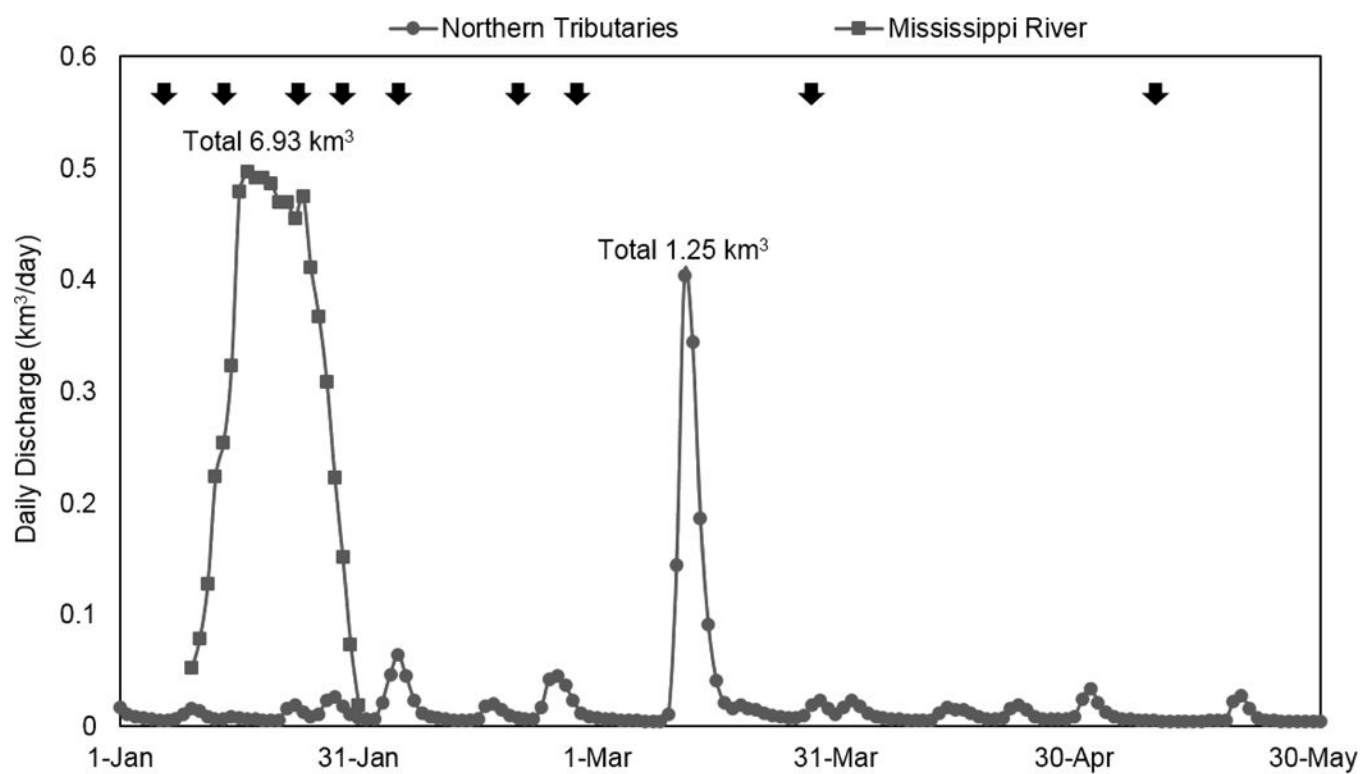 Northern Tributaries Mississippi River
0.6
Total 6.93 km³
0.5
Total 1.25 km³
0.4
0.3
0.2
0.1
0
Daily Discharge (km³/day)
1-Jan 31-Jan 1-Mar 31-Mar 30-Apr 30-May